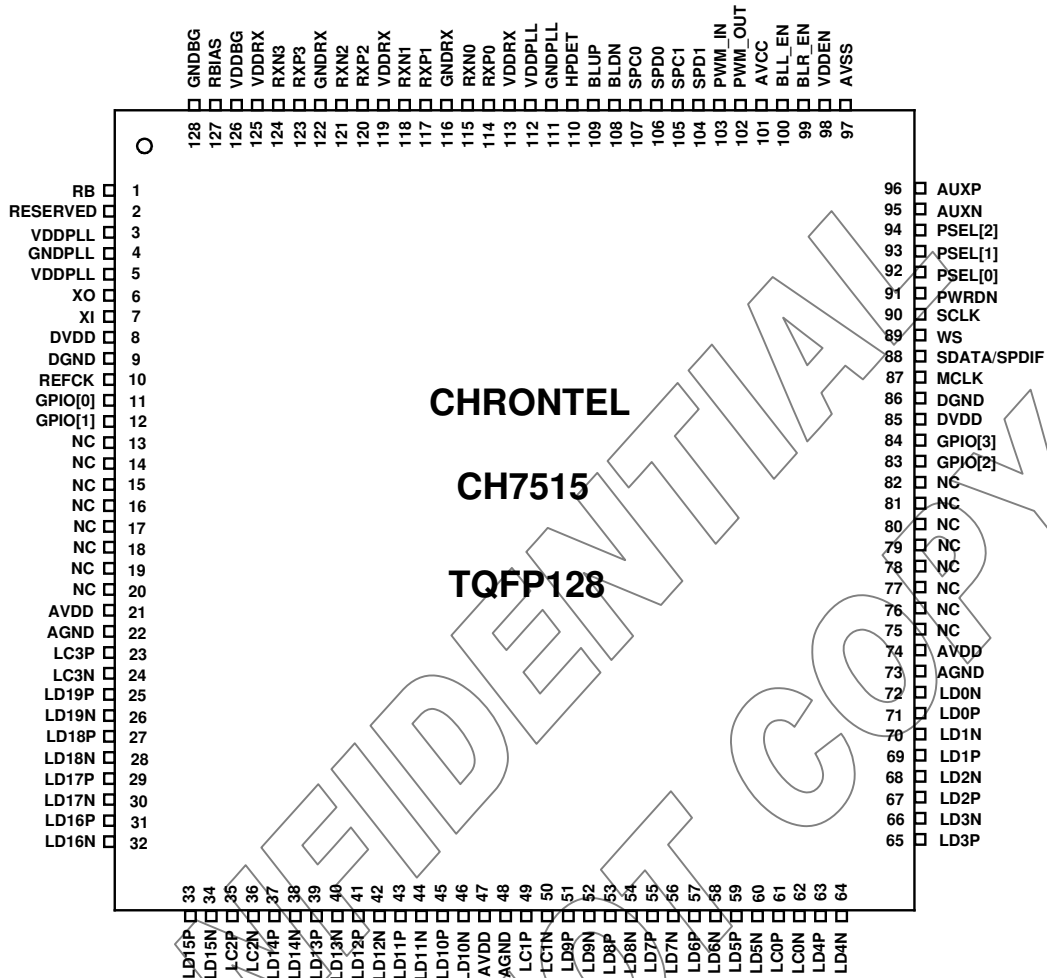 GNDBG
RBIAS
VDDBG
VDDRX
RXN3
RXP3
GNDRX
RXN2
RXP2
VDDRX
RXN1
RXP1
GNDRX
RXN0
RXP0
VDDRX
VDDPLL
GNDPLL
HPDET
BLUP
BLDN
SPC0
SPD0
SPC1
SPD1
PWM_IN
PWM_OUT
AVCC
BLL_EN
BLR_EN
VDDEN
AVSS
128
127
126
125
124
123
122
121
120
119
118
117
116
115
114
113
112
111
110
109
108
107
106
105
104
103
102
101
100
99
98
97
RB 1
RESERVED 2
VDDPLL 3
GNDPLL 4
VDDPLL 5
XO 6
XI 7
DVDD 8
DGND 9
REFCK 10
GPIO[0] 11
GPIO[1] 12
NC 13
NC 14
NC 15
NC 16
NC 17
NC 18
NC 19
NC 20
AVDD 21
AGND 22
LC3P 23
LC3N 24
LD19P 25
LD19N 26
LD18P 27
LD18N 28
LD17P 29
LD17N 30
LD16P 31
LD16N 32
CHRONTEL
CH7515
TQFP128
96 AUXP
95 AUXN
94 PSEL[2]
93 PSEL[1]
92 PSEL[0]
91 PWRDN
90 SCLK
89 WS
88 SDATA/SPDIF
87 MCLK
86 DGND
85 DVDD
84 GPIO[3]
83 GPIO[2]
82 NC
81 NC
80 NC
79 NC
78 NC
77 NC
76 NC
75 NC
74 AVDD
73 AGND
72 LD0N
71 LD0P
70 LD1N
69 LD1P
68 LD2N
67 LD2P
66 LD3N
65 LD3P
33
34
35
36
37
38
39
40
41
42
43
44
45
46
47
48
49
50
51
52
53
54
55
56
57
58
59
60
61
62
63
64
LD15P
LD15N
LC2P
LC2N
LD14P
LD14N
LD13P
LD13N
LD12P
LD12N
LD11P
LD11N
LD10P
LD10N
AVDD
AGND
LC1P
LC1N
LD9P
LD9N
LD8P
LD8N
LD7P
LD7N
LD6P
LD6N
LD5P
LD5N
LC0P
LC0N
LD4P
LD4N
NFIDENTIAL
OT COPY